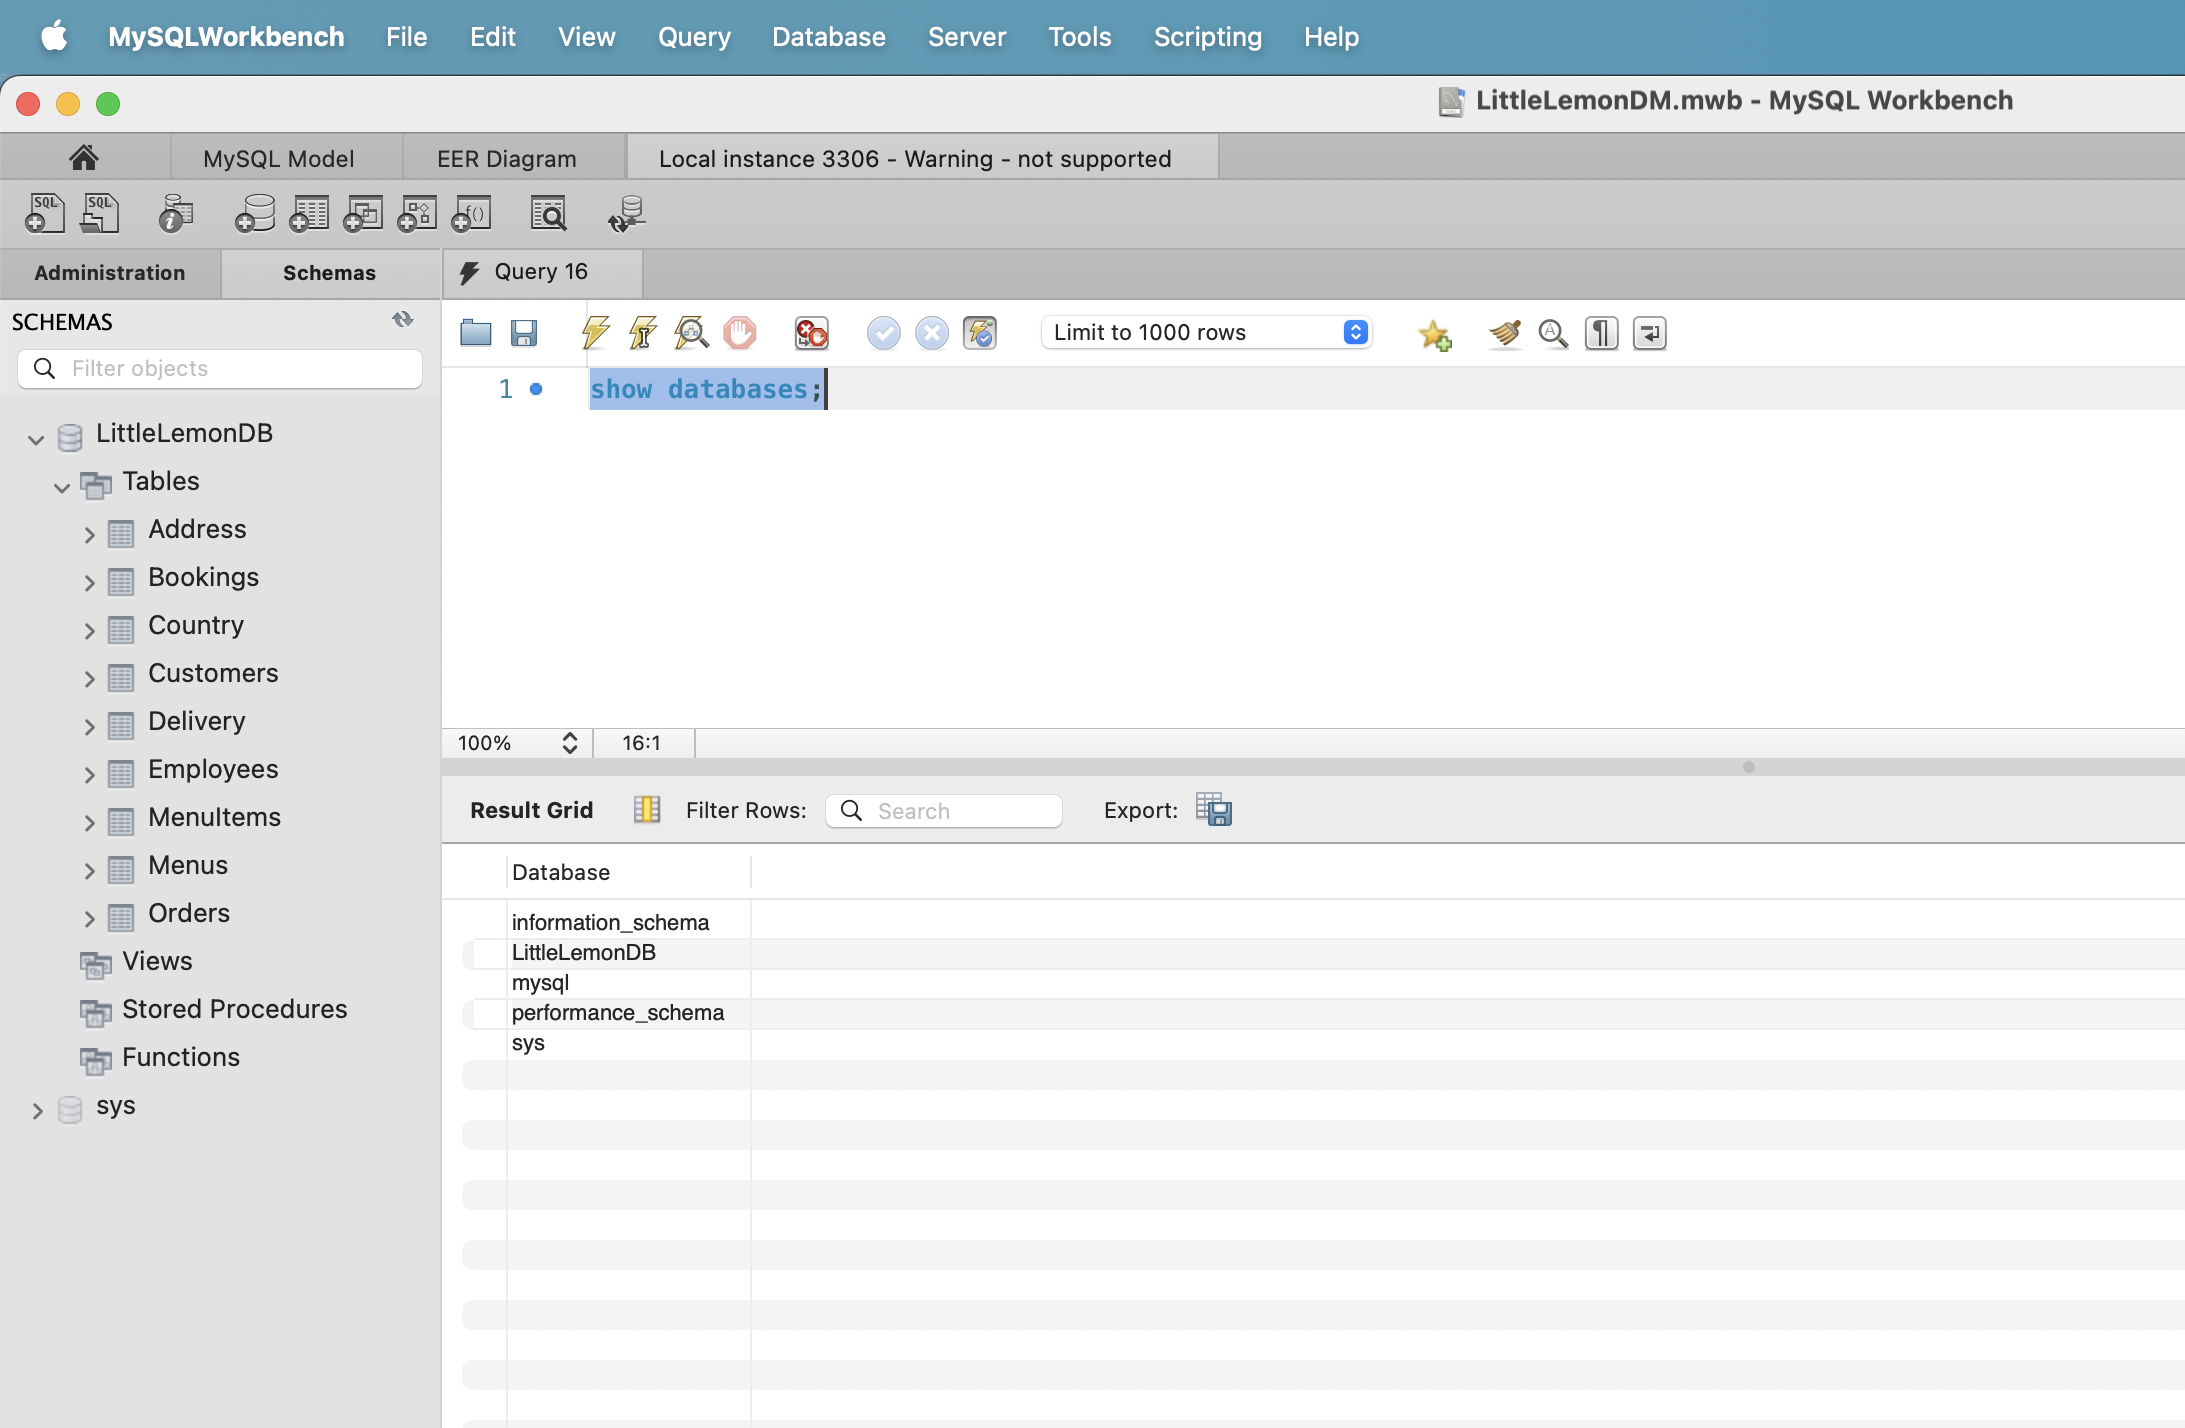 MySQLWorkbench File Edit View Query Database Server Tools Scripting Help
LittleLemonDM.mwb - MySQL Workbench
MySQL Model EER Diagram Local instance 3306 - Warning - not supported
SQL SQL
Administration Schemas Query 16
SCHEMAS
Limit to 1000 rows
Filter objects
1 show databases;
LittleLemonDB
Tables
Address
Bookings
Country
Customers
Delivery
Employees
MenuItems
Menus
Orders
Views
Stored Procedures
Functions
sys
100% 16:1
Result Grid Filter Rows: Search Export:
Database
information_schema
LittleLemonDB
mysql
performance_schema
sys